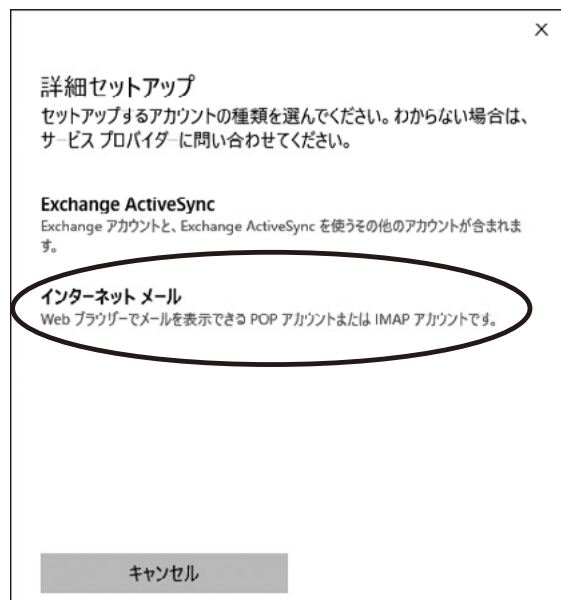 ×
詳細セットアップ
セットアップするアカウントの種類を選んでください。わからない場合は、
サービス プロバイダーに問い合わせてください。
Exchange ActiveSync
Exchange アカウントと、Exchange ActiveSync を使うその他のアカウントが含まれま
す。
インターネット メール
Web ブラウザーでメールを表示できる POP アカウントまたは IMAP アカウントです。
キャンセル